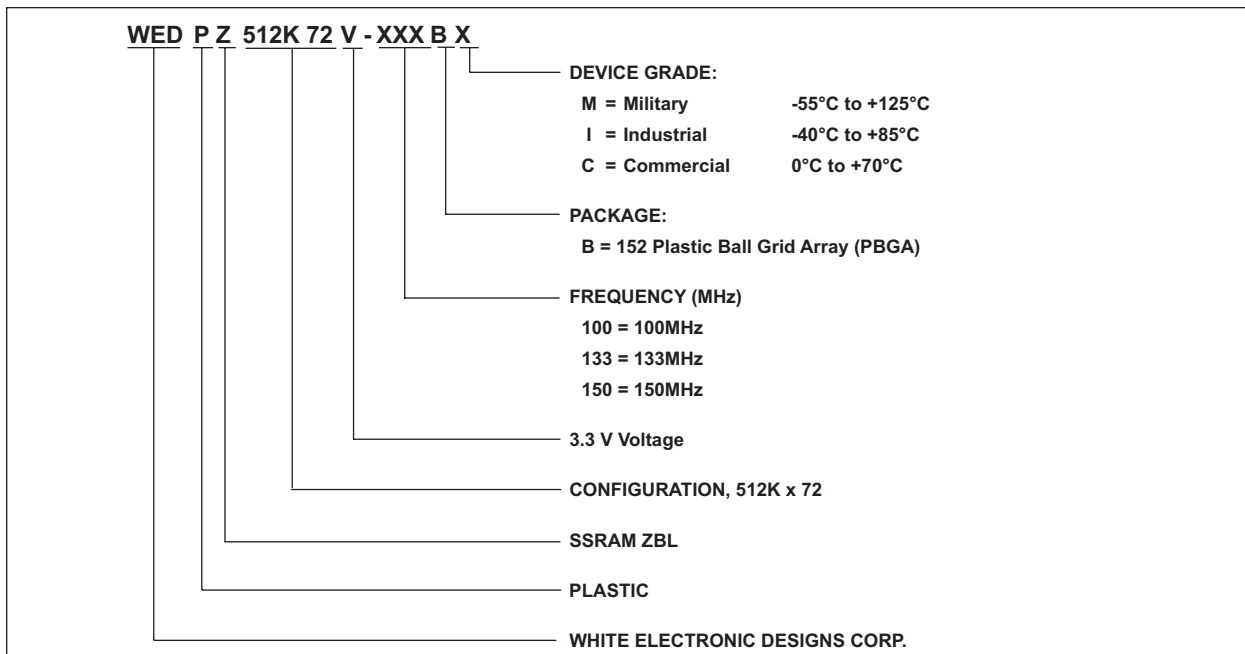 WED P Z 512K 72 V - XXX B X
DEVICE GRADE:
M = Military -55°C to +125°C
I = Industrial -40°C to +85°C
C = Commercial 0°C to +70°C
PACKAGE:
B = 152 Plastic Ball Grid Array (PBGA)
FREQUENCY (MHz)
100 = 100MHz
133 = 133MHz
150 = 150MHz
3.3 V Voltage
CONFIGURATION, 512K x 72
SSRAM ZBL
PLASTIC
WHITE ELECTRONIC DESIGNS CORP.